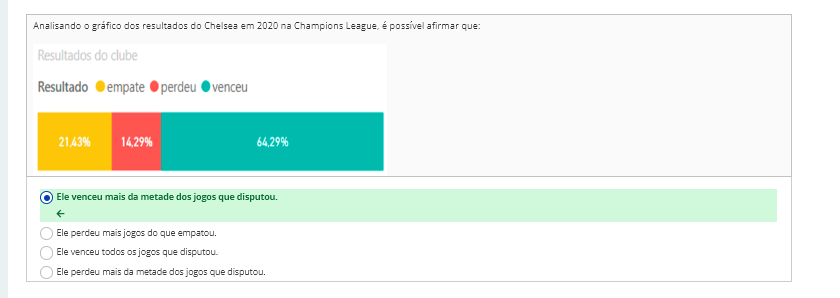 Analisando o gráfico dos resultados do Chelsea em 2020 na Champions League, é possível afirmar que:
Resultados do clube
Resultado empate perdeu venceu
21,43% 14,29% 64,29%
Ele venceu mais da metade dos jogos que disputou.
Ele perdeu mais jogos do que empatou.
Ele venceu todos os jogos que disputou.
Ele perdeu mais da metade dos jogos que disputou.